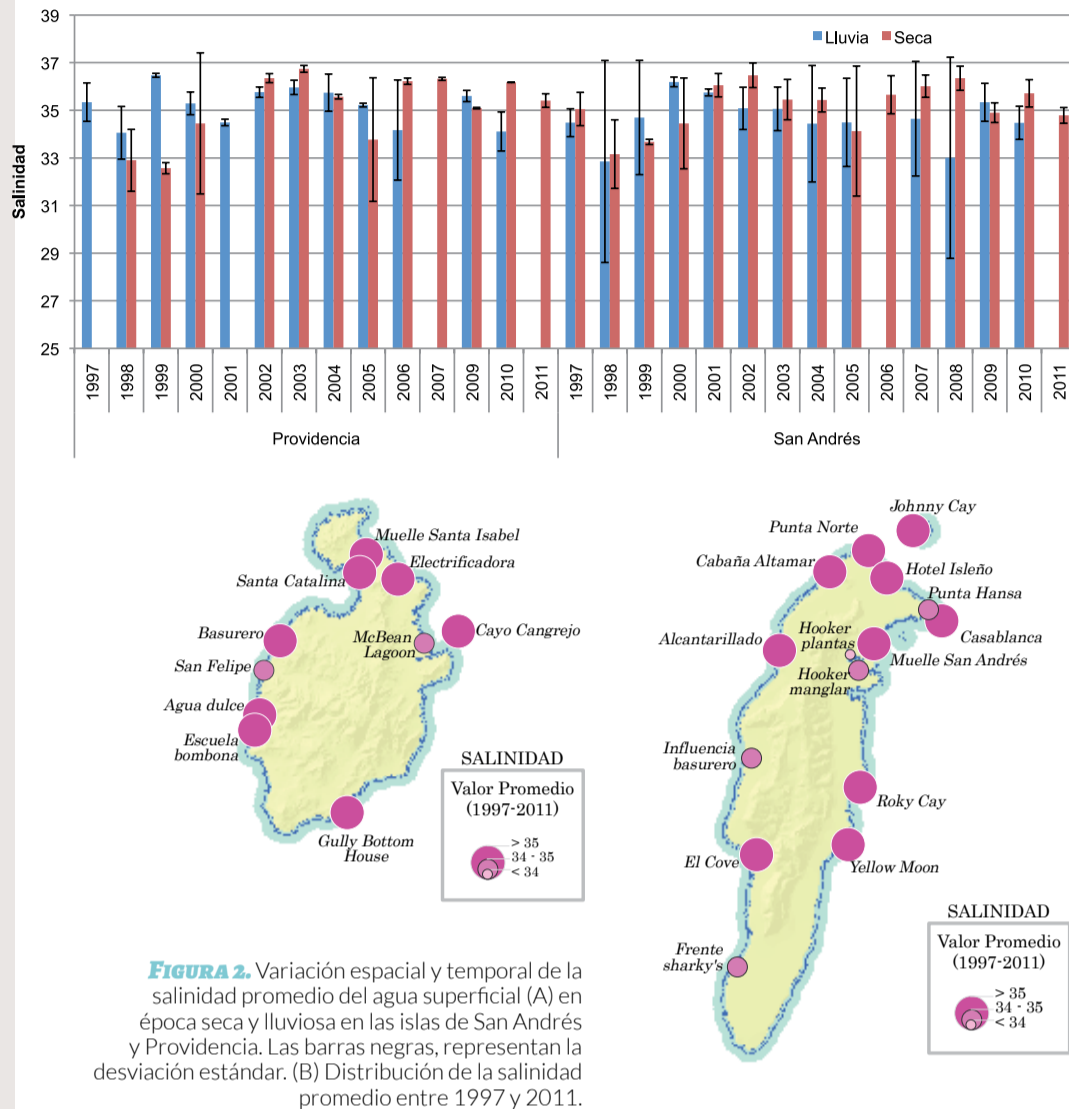 39
37
35
33
31
29
27
25
Salinidad
Lluvia Seca
1997 1998 1999 2000 2001 2002 2003 2004 2005 2006 2007 2009 2010 2011 1997 1998 1999 2000 2001 2002 2003 2004 2005 2006 2007 2008 2009 2010 2011
Providencia San Andrés
Muelle Santa Isabel
Electrificadora
Santa Catalina
Basurero
McBean
Lagoon
Cayo Cangrejo
San Felipe
Agua dulce
Escuela
bombona
Gully Bottom
House
SALINIDAD
Valor Promedio
(1997-2011)
> 35
34 - 35
< 34
Johnny Cay
Punta Norte
Cabaña Altamar
Hotel Isleño
Punta Hansa
Casablanca
Alcantarillado
Hooker
plantas
Muelle San Andrés
Hooker
manglar
Influencia
basurero
Roky Cay
El Cove
Yellow Moon
Frente
sharky's
SALINIDAD
Valor Promedio
(1997-2011)
> 35
34 - 35
< 34
FIGURA 2. Variación espacial y temporal de la
salinidad promedio del agua superficial (A) en
época seca y lluviosa en las islas de San Andrés
y Providencia. Las barras negras, representan la
desviación estándar. (B) Distribución de la salinidad
promedio entre 1997 y 2011.